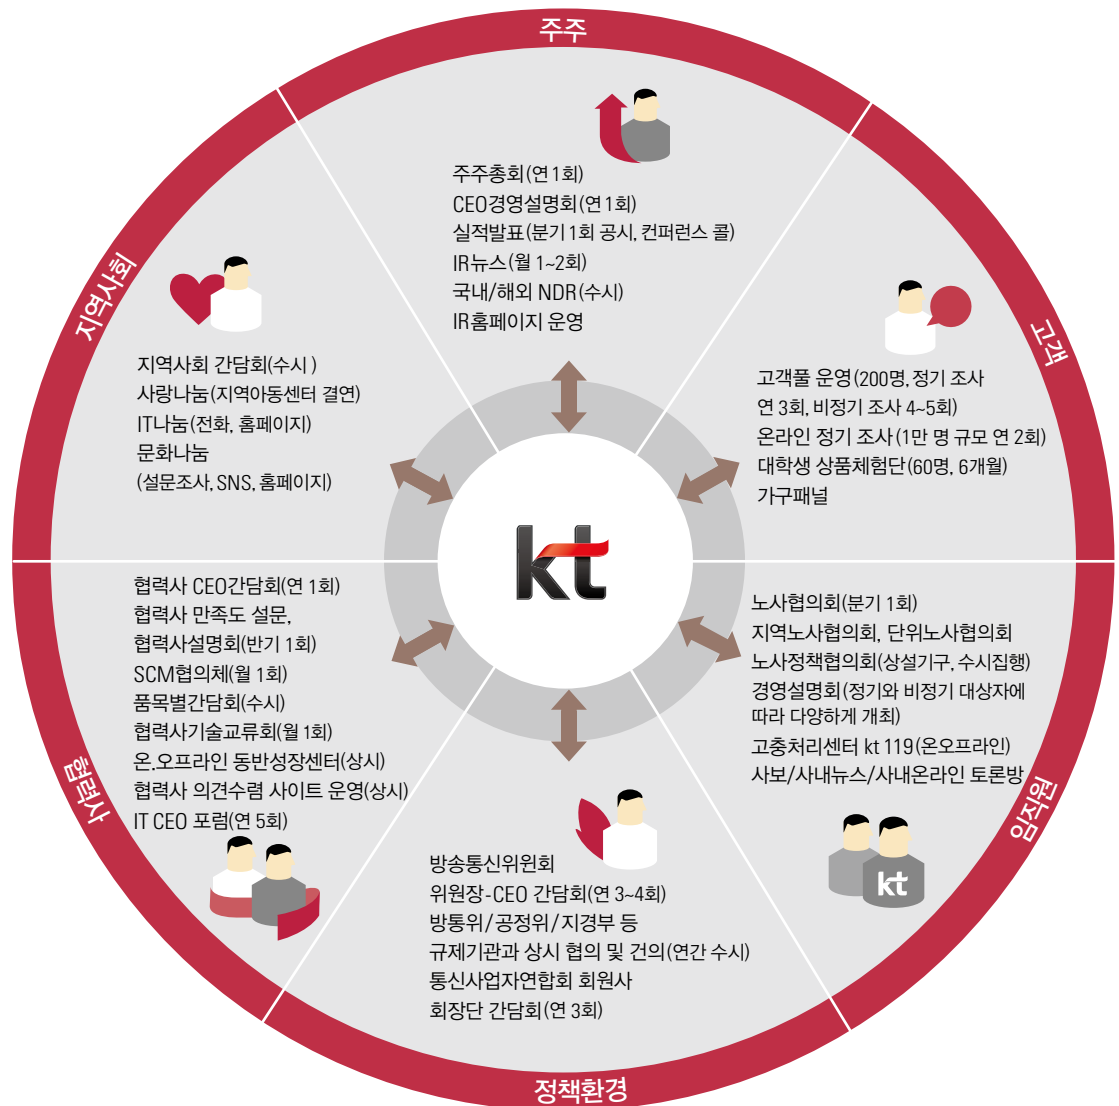 주주
주주총회(연 1회)
CEO경영설명회(연 1회)
실적발표(분기 1회 공시, 컨퍼런스 콜)
IR뉴스(월 1~2회)
국내/해외 NDR(수시)
IR홈페이지 운영
고객
고객풀 운영(200명, 정기 조사
연 3회, 비정기 조사 4~5회)
온라인 정기 조사(1만 명 규모 연 2회)
대학생 상품체험단(60명, 6개월)
가구패널
임직원
노사협의회(분기 1회)
지역노사협의회, 단위노사협의회
노사정책협의회(상설기구, 수시집행)
경영설명회(정기와 비정기 대상자에
따라 다양하게 개최)
고충처리센터 kt 119(온오프라인)
사보/사내뉴스/사내온라인 토론방
kt
정책환경
방송통신위원회
위원장-CEO 간담회(연 3~4회)
방통위/공정위/지경부 등
규제기관과 상시 협의 및 건의(연간 수시)
통신사업자연합회 회원사
회장단 간담회(연 3회)
협력사
협력사 CEO간담회(연 1회)
협력사 만족도 설문,
협력사설명회(반기 1회)
SCM협의체(월 1회)
품목별간담회(수시)
협력사기술교류회(월 1회)
온.오프라인 동반성장센터(상시)
협력사 의견수렴 사이트 운영(상시)
IT CEO 포럼(연 5회)
지역사회
지역사회 간담회(수시 )
사랑나눔(지역아동센터 결연)
IT나눔(전화, 홈페이지)
문화나눔
(설문조사, SNS, 홈페이지)
kt